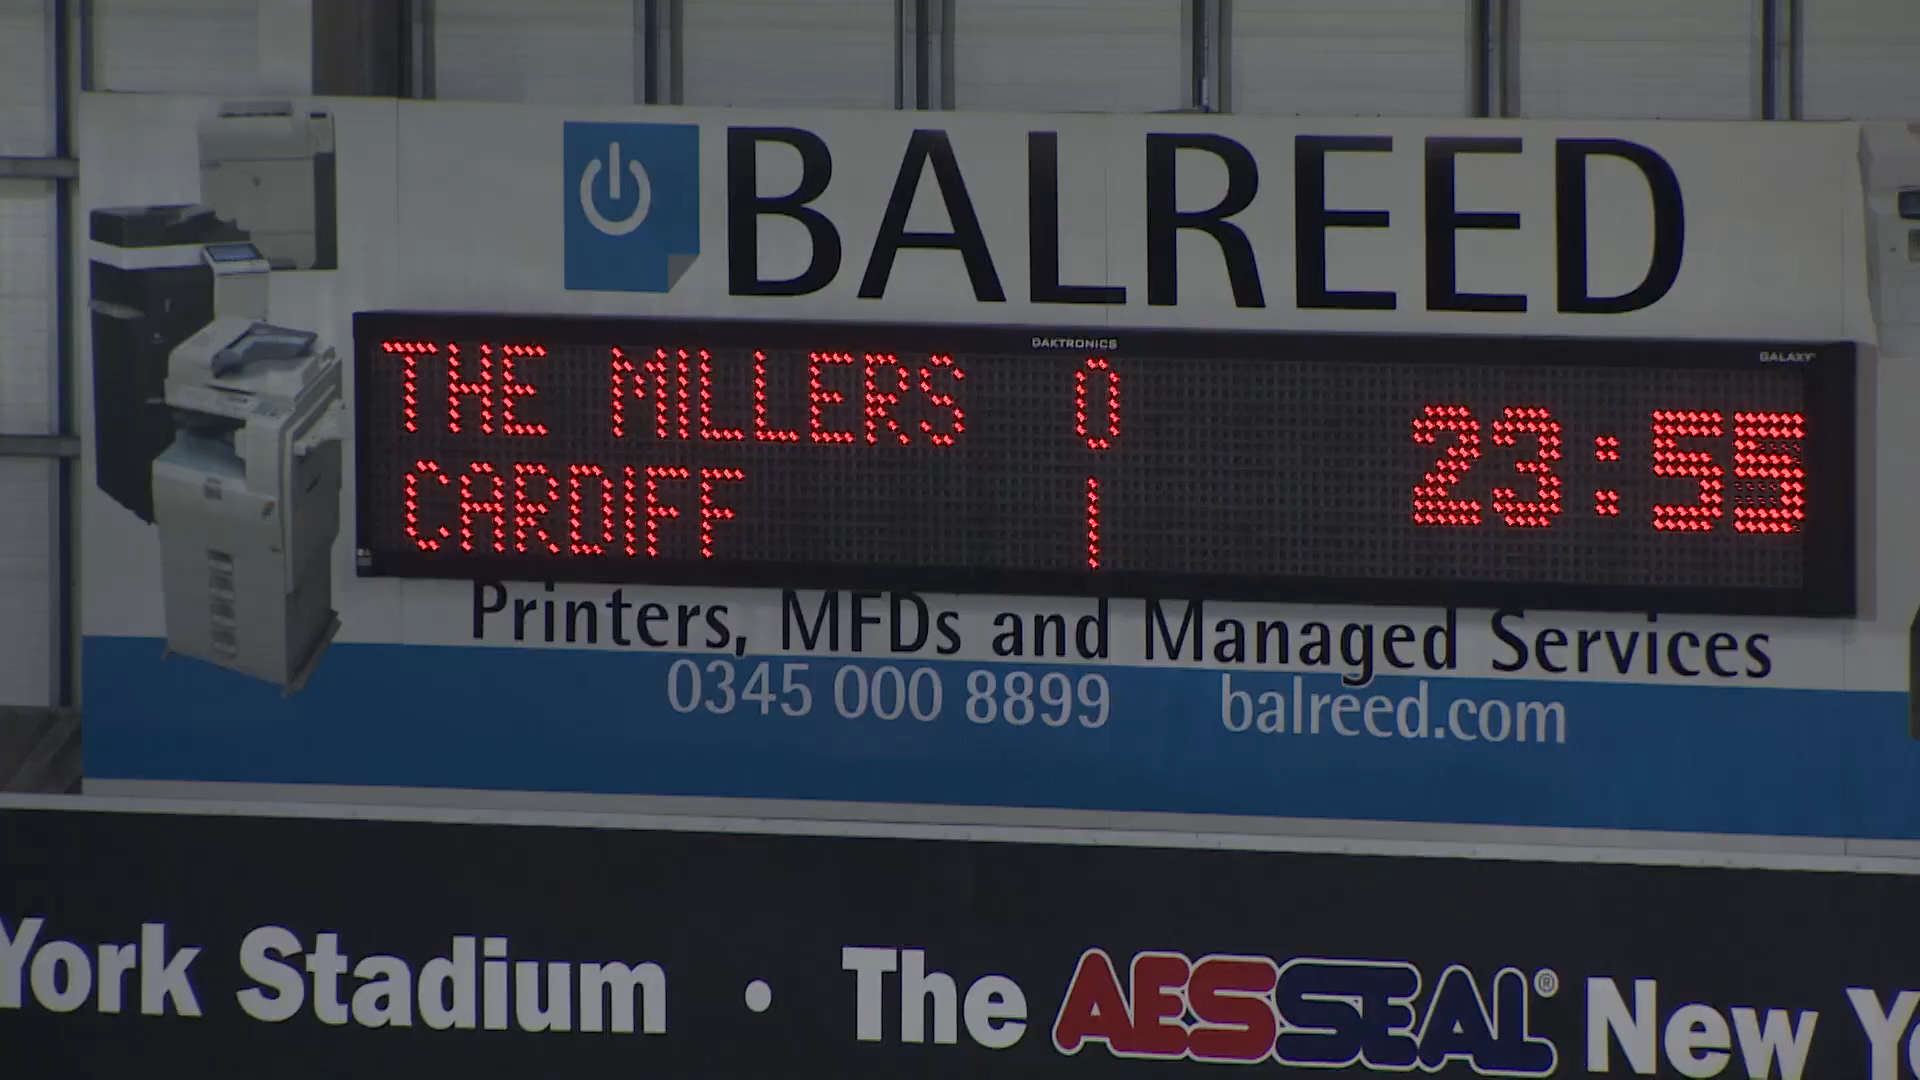 BALREED
DAKTRONICS
GALAXY
THE MILLERS 0
CARDIFF 1
23:55
Printers, MFDs and Managed Services
0345 000 8899 balreed.com
York Stadium • The AESSEAL® New Yo